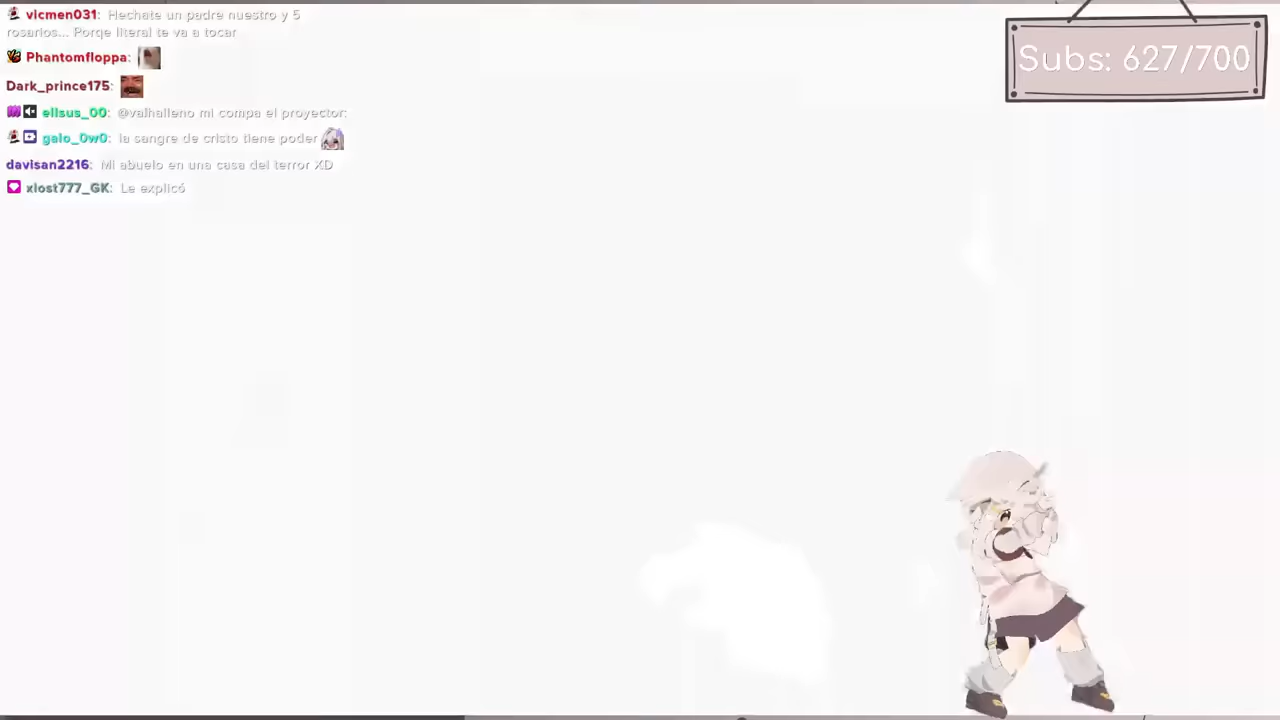 vicmen031: Hechate un padre nuestro y 5
rosarios... Porqe literal te va a tocar
Phantomfloppa:
Dark_prince175:
elisus_00: @valhalleno mi compa el proyector:
galo_0w0: la sangre de cristo tiene poder
davisan2216: Mi abuelo en una casa del terror XD
xlost777_GK: Le explicó
Subs: 627/700